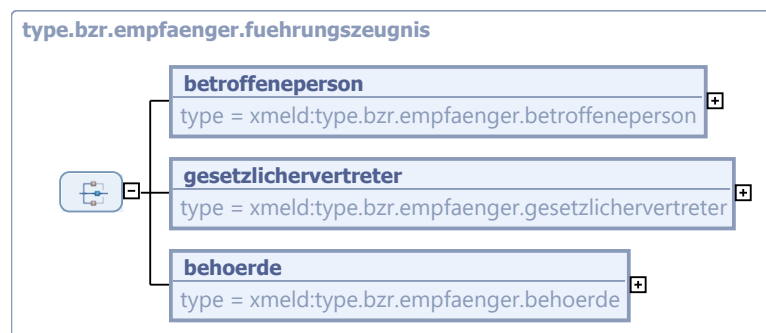 type.bzr.empfaenger.fuehrungszeugnis
betroffeneperson
type = xmeld:type.bzr.empfaenger.betroffeneperson
gesetzlichervertreter
type = xmeld:type.bzr.empfaenger.gesetzlichervertreter
behoerde
type = xmeld:type.bzr.empfaenger.behoerde